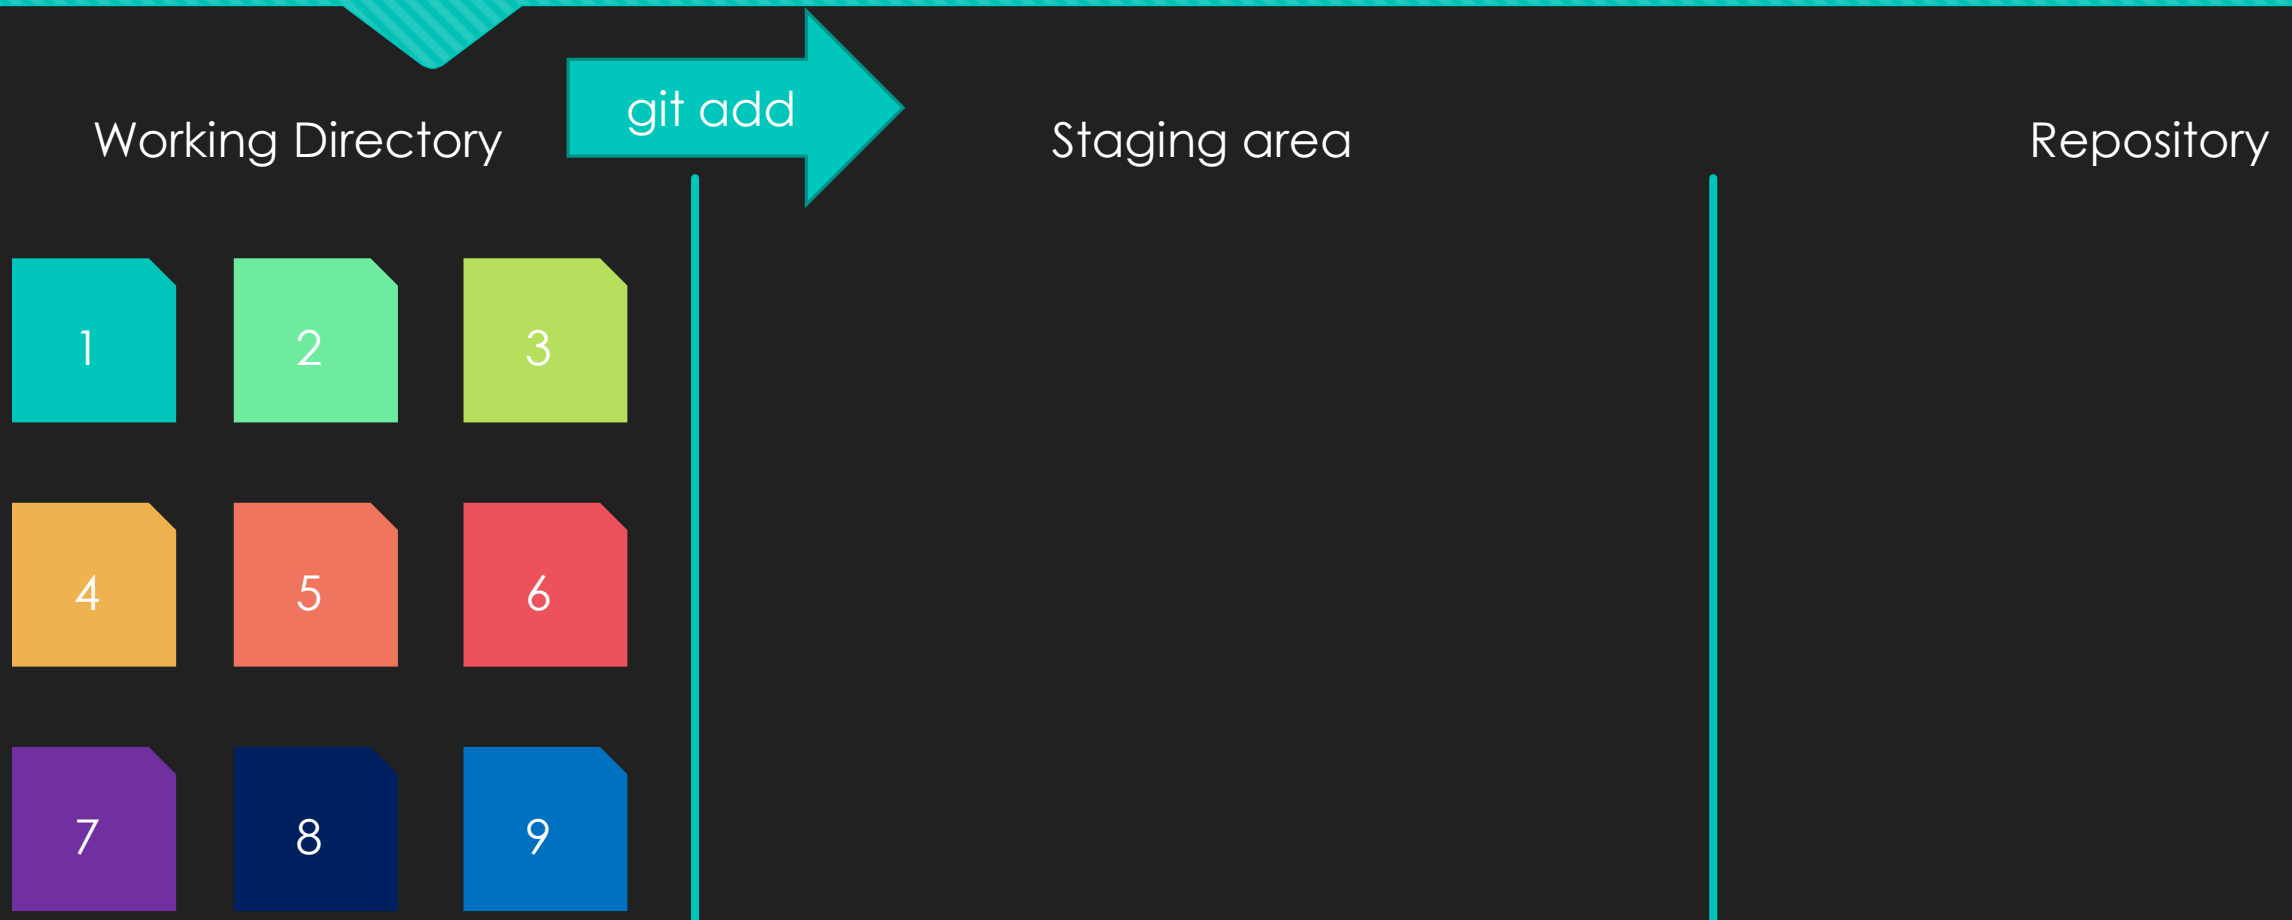 git add
Working Directory
Staging area
Repository
1
2
3
4
5
6
7
8
9